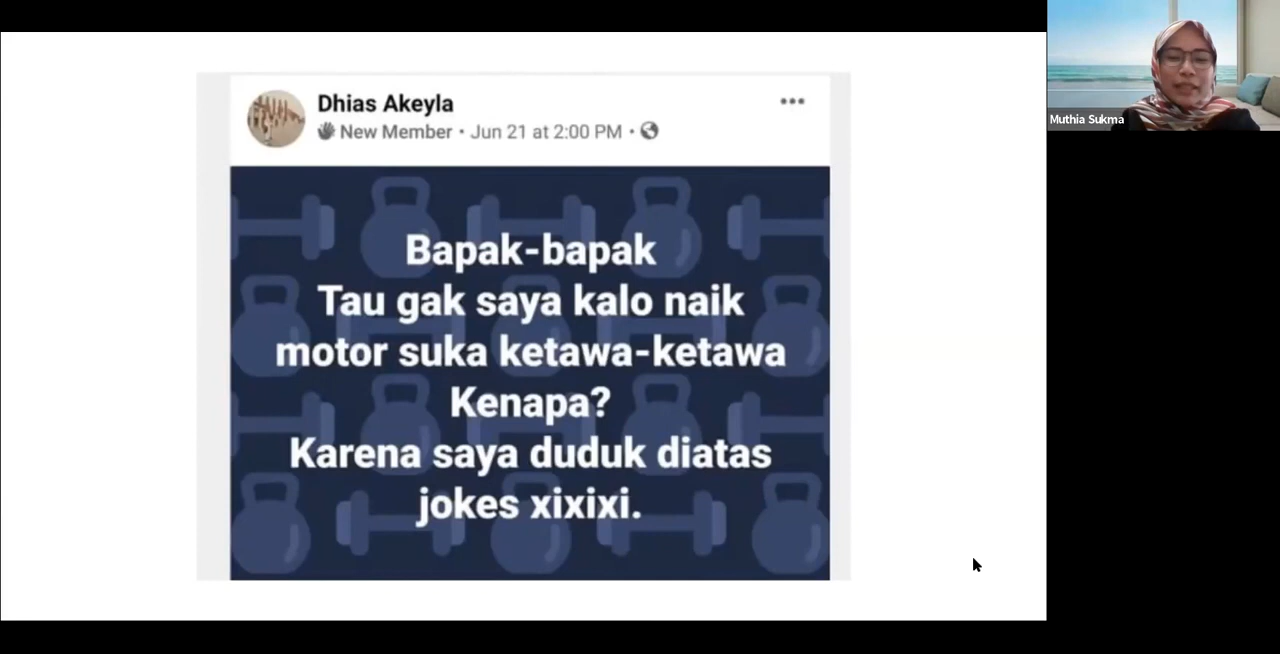 Dhias Akeyla
New Member • Jun 21 at 2:00 PM •
Bapak-bapak
Tau gak saya kalo naik
motor suka ketawa-ketawa
Kenapa?
Karena saya duduk diatas
jokes xixixi.
Muthia Sukma